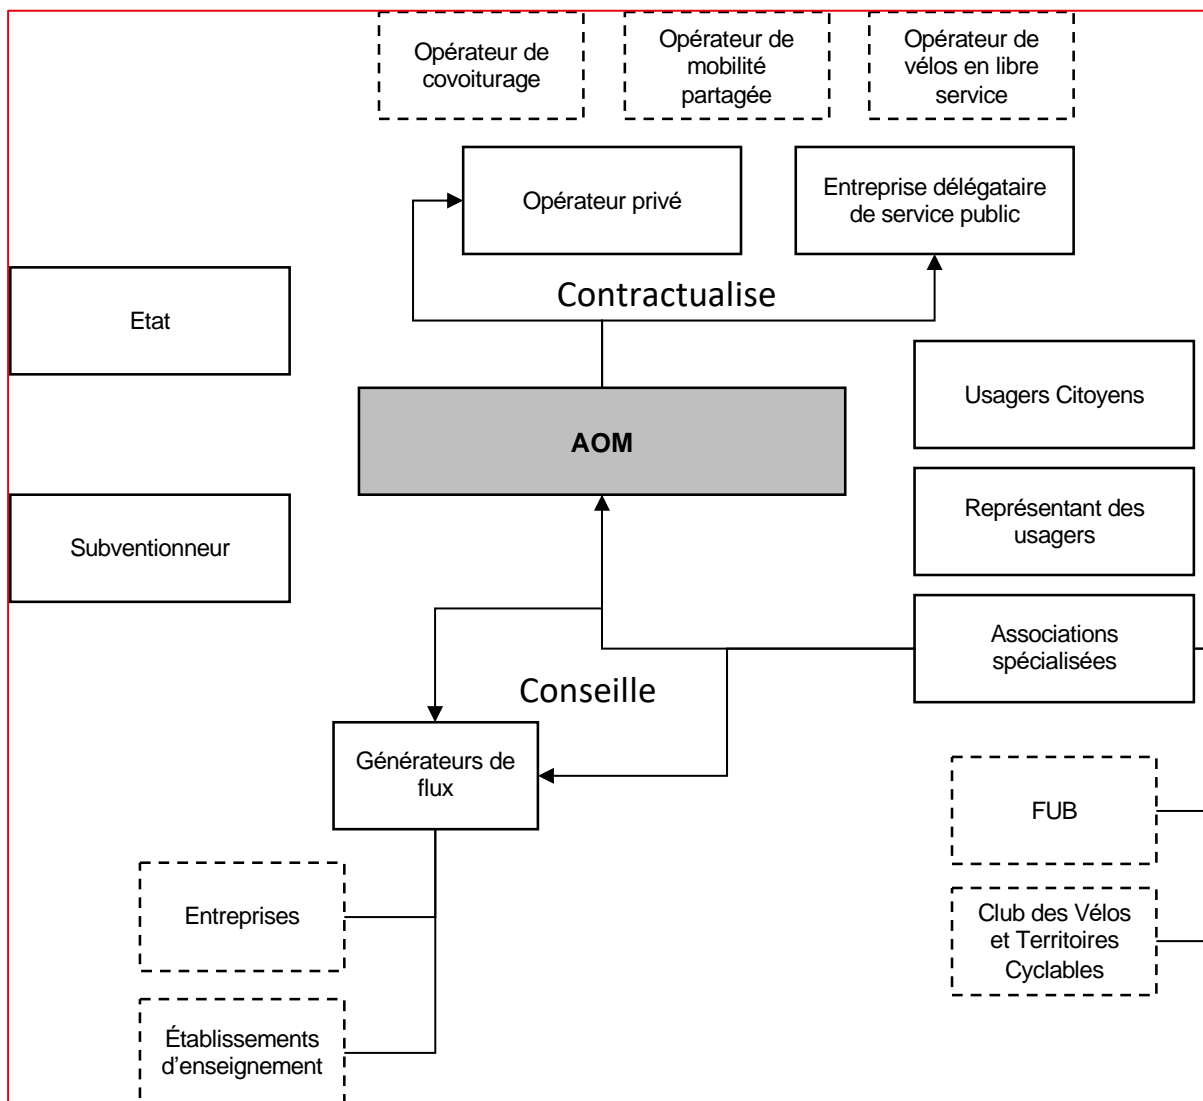 Opérateur de
covoiturage
Opérateur de
mobilité
partagée
Opérateur de
vélos en libre
service
Opérateur privé
Entreprise délégataire
de service public
Contractualise
Etat
Usagers Citoyens
AOM
Représentant des
usagers
Subventionneur
Associations
spécialisées
Conseille
Générateurs de
flux
FUB
Entreprises
Club des Vélos
et Territoires
Cyclables
Établissements
d’enseignement